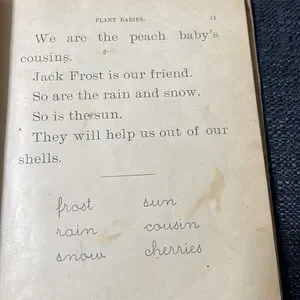 PLANT BABIES. 11
We are the peach baby's
cousins.
Jack Frost is our friend.
So are the rain and snow.
So is the sun.
They will help us out of our
shells.
frost sun
rain cousin
snow cherries